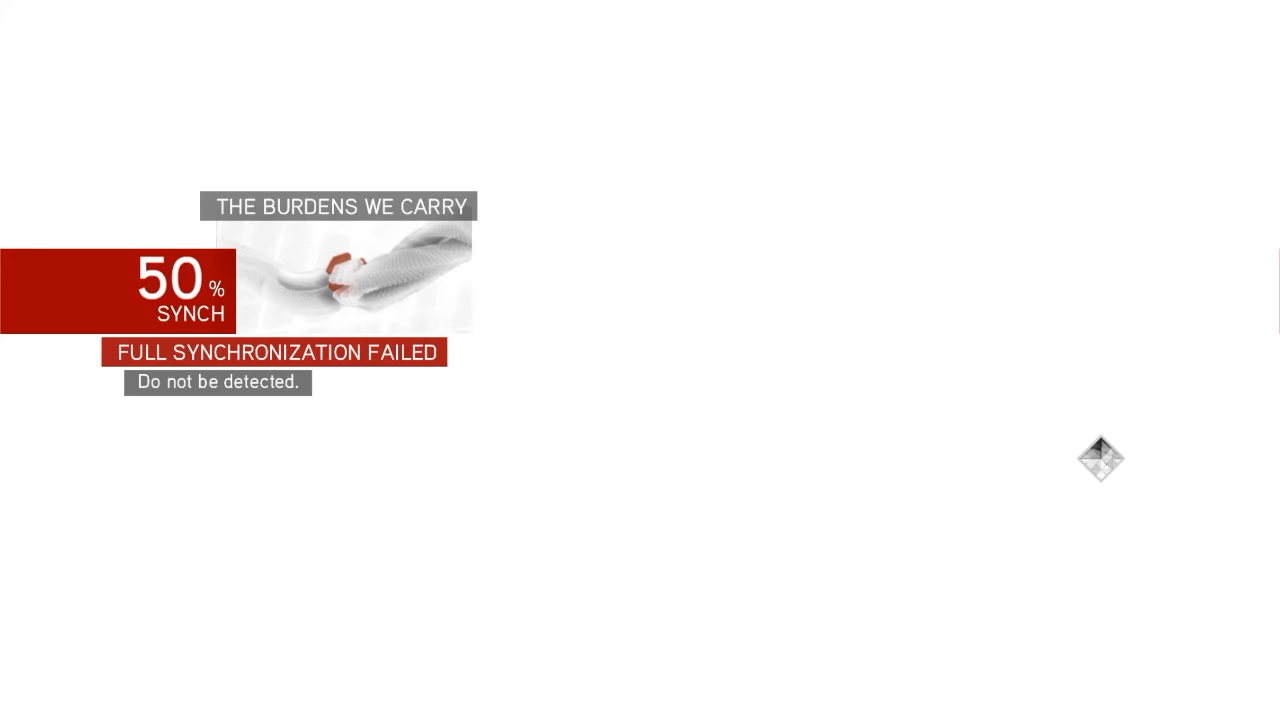 THE BURDENS WE CARRY
50 %
SYNCH
FULL SYNCHRONIZATION FAILED
Do not be detected.